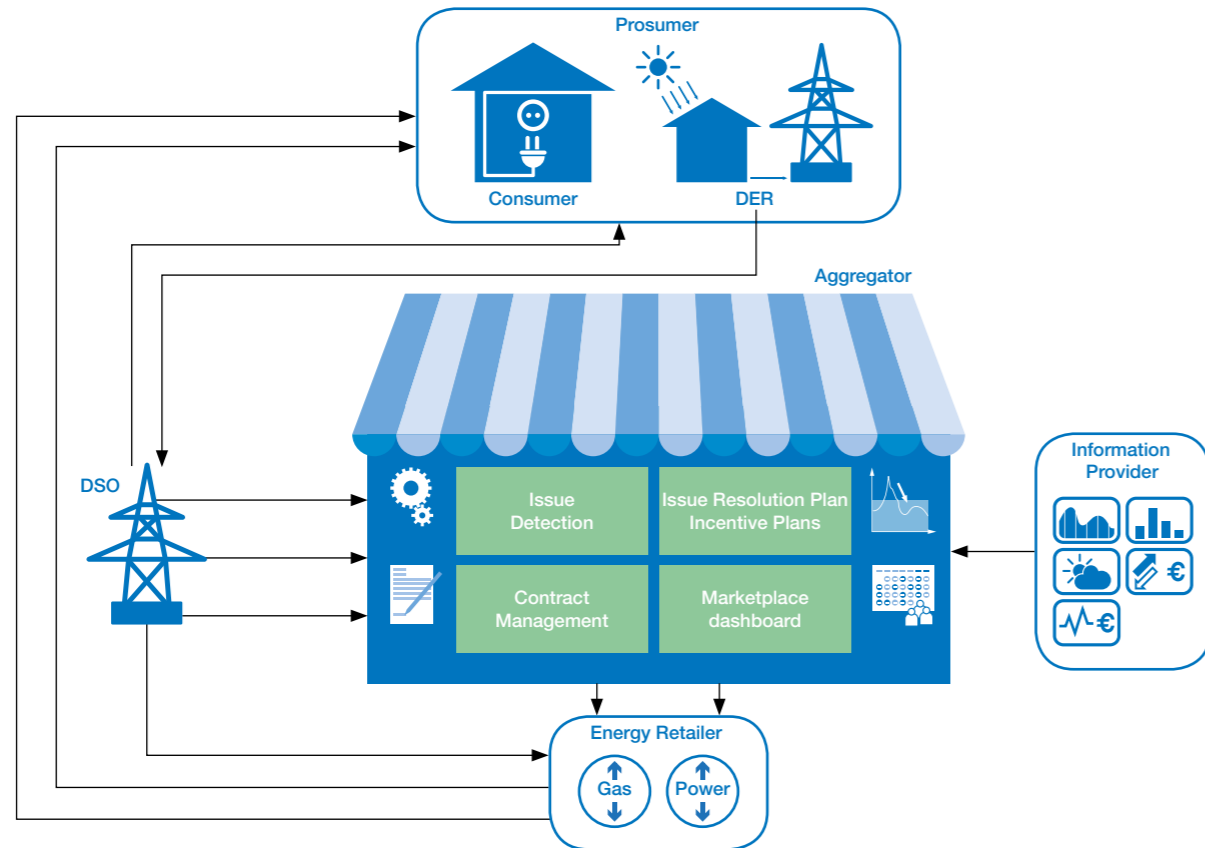 Prosumer
Consumer
DER
Aggregator
DSO
Issue
Detection
Issue Resolution Plan
Incentive Plans
Contract
Management
Marketplace
dashboard
Information
Provider
€
€
Energy Retailer
Gas
Power